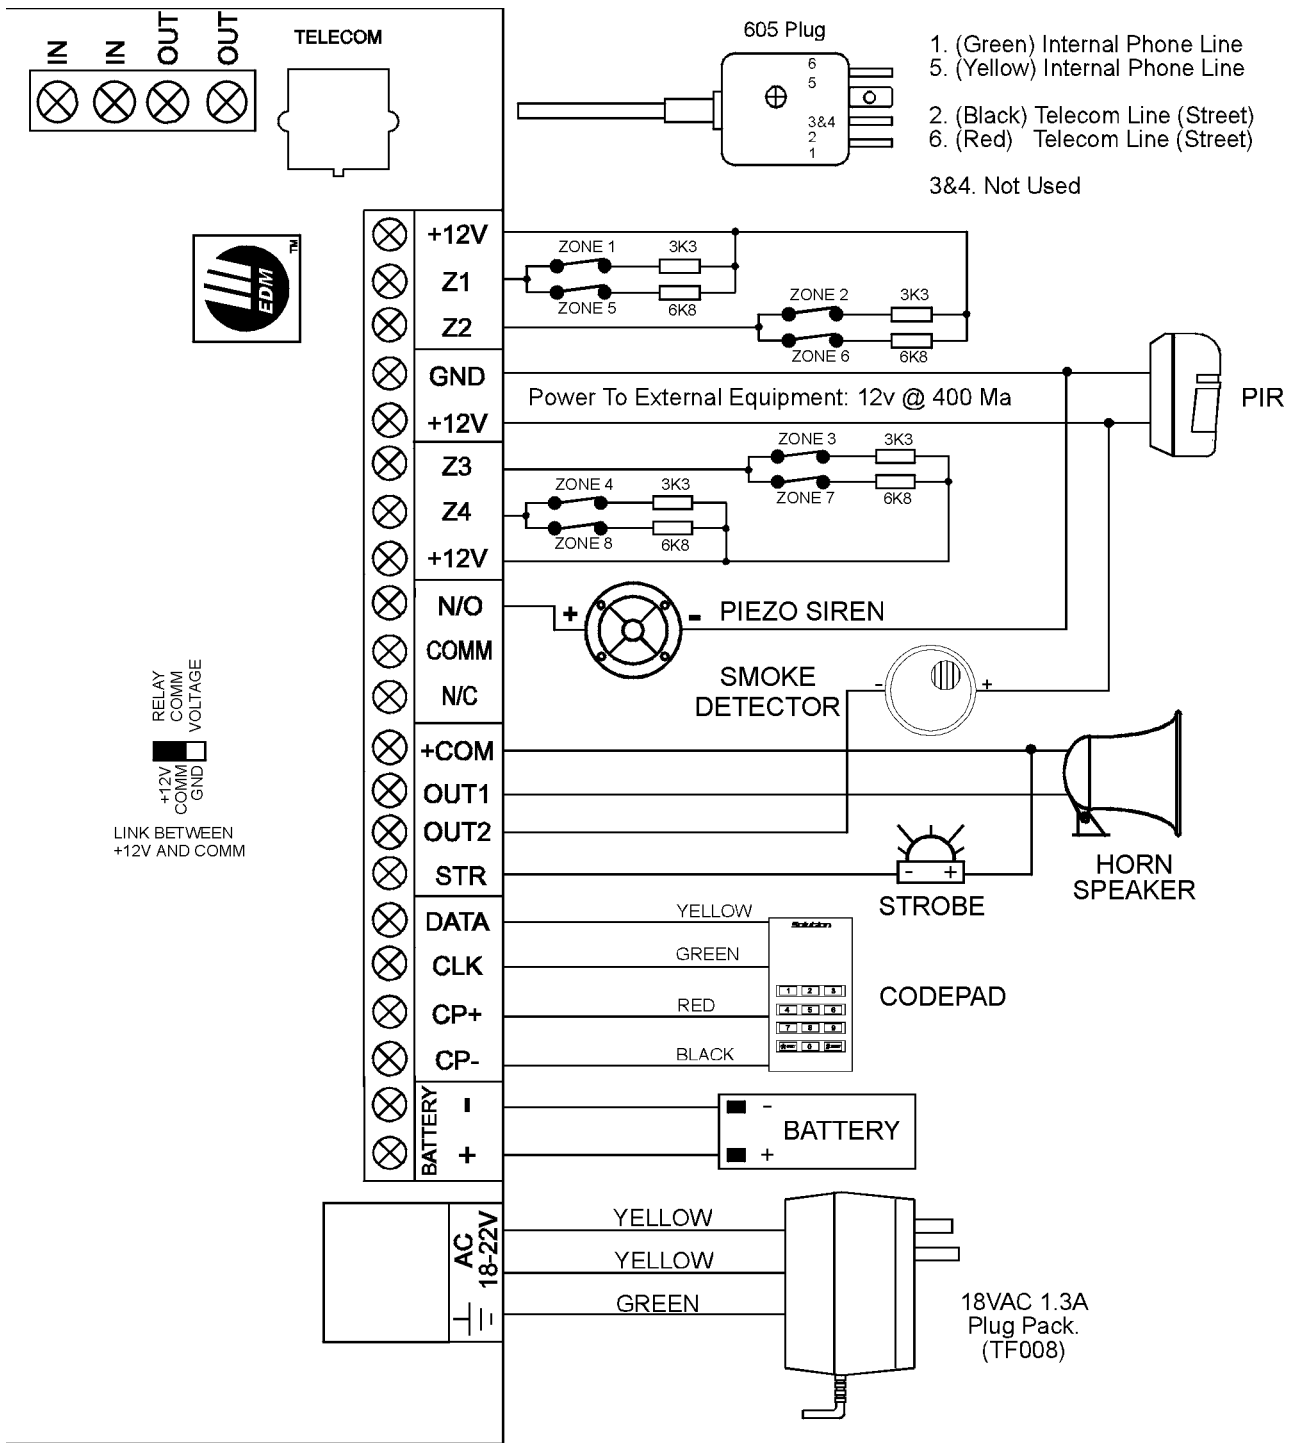 IN
IN
OUT
OUT
TELECOM
605 Plug
6
5
3&4
2
1
1. (Green) Internal Phone Line
5. (Yellow) Internal Phone Line
2. (Black) Telecom Line (Street)
6. (Red) Telecom Line (Street)
3&4. Not Used
EDM
TM
+12V
Z1
Z2
GND
+12V
Z3
Z4
+12V
N/O
COMM
N/C
+COM
OUT1
OUT2
STR
DATA
CLK
CP+
CP-
BATTERY
-
+
AC
18-22V
ZONE 1
3K3
ZONE 5
6K8
ZONE 2
3K3
ZONE 6
6K8
Power To External Equipment: 12v @ 400 Ma
PIR
ZONE 3
3K3
ZONE 7
6K8
ZONE 4
3K3
ZONE 8
6K8
+
-
PIEZO SIREN
SMOKE
DETECTOR
-
+
RELAY
COMM
VOLTAGE
+12V
COMM
GND
LINK BETWEEN
+12V AND COMM
HORN
SPEAKER
- +
STROBE
YELLOW
GREEN
RED
BLACK
Solution
1 2 3
4 5 6
7 8 9
0
CODEPAD
-
BATTERY
+
YELLOW
YELLOW
GREEN
18VAC 1.3A
Plug Pack.
(TF008)